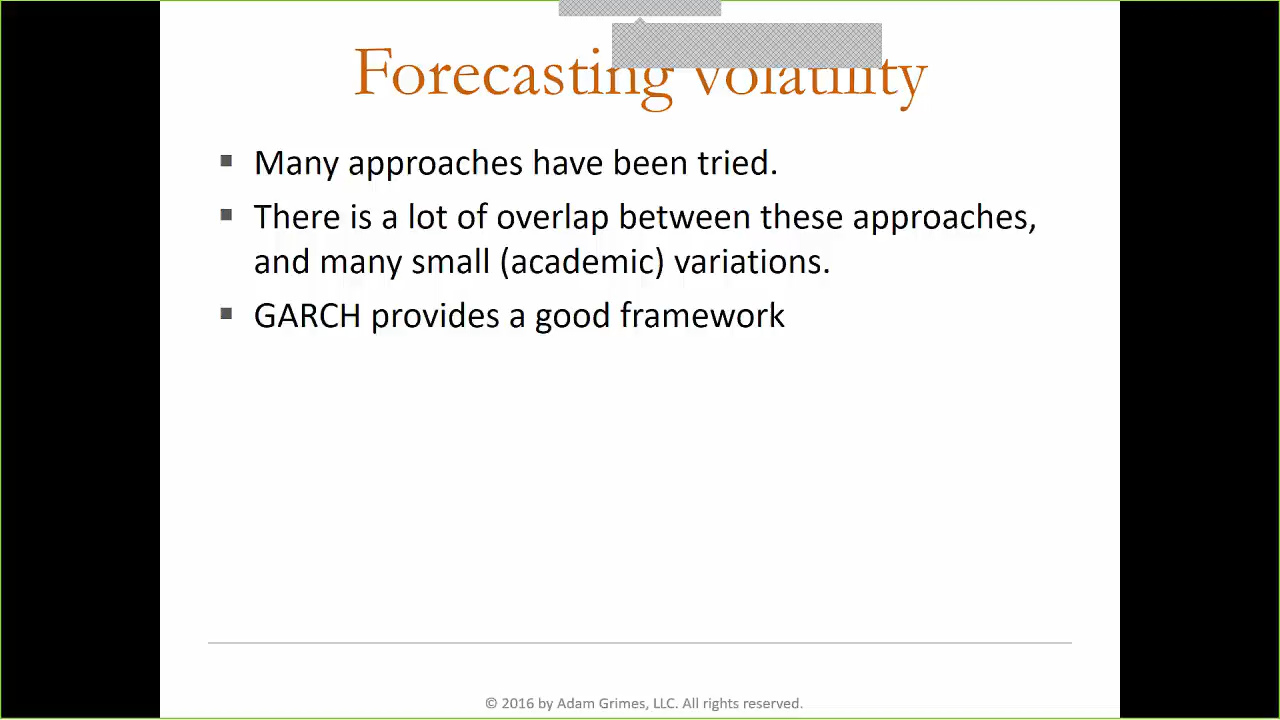 Forecasting Volatility
Many approaches have been tried.
There is a lot of overlap between these approaches,
and many small (academic) variations.
GARCH provides a good framework
© 2016 by Adam Grimes, LLC. All rights reserved.